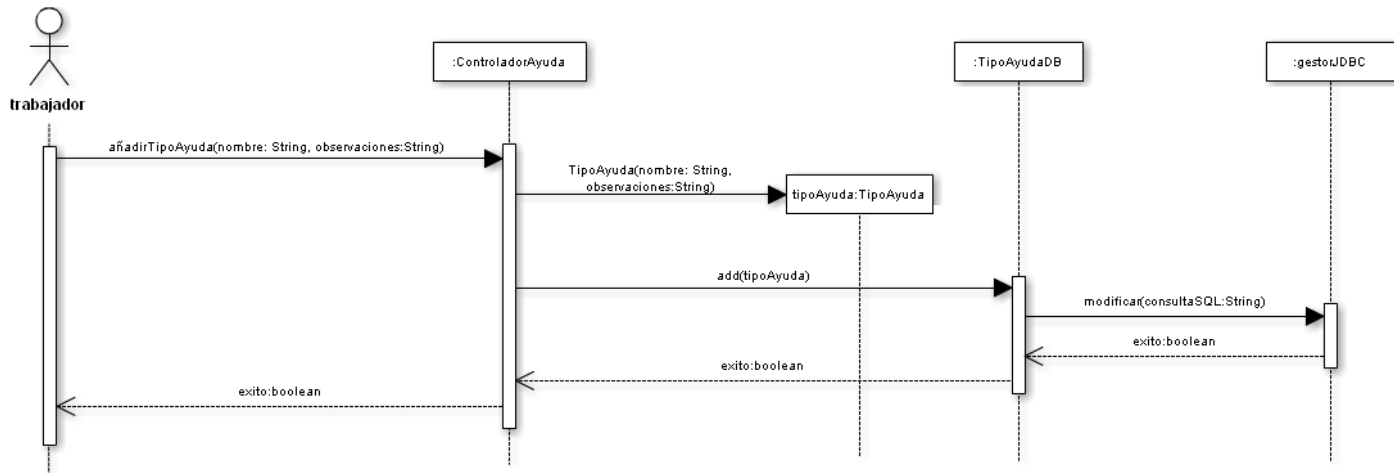 :ControladorAyuda
:TipoAyudaDB
:gestorJDBC
trabajador
añadirTipoAyuda(nombre: String, observaciones:String)
TipoAyuda(nombre: String,
observaciones:String)
tipoAyuda:TipoAyuda
add(tipoAyuda)
modificar(consultaSQL:String)
exito:boolean
exito:boolean
exito:boolean